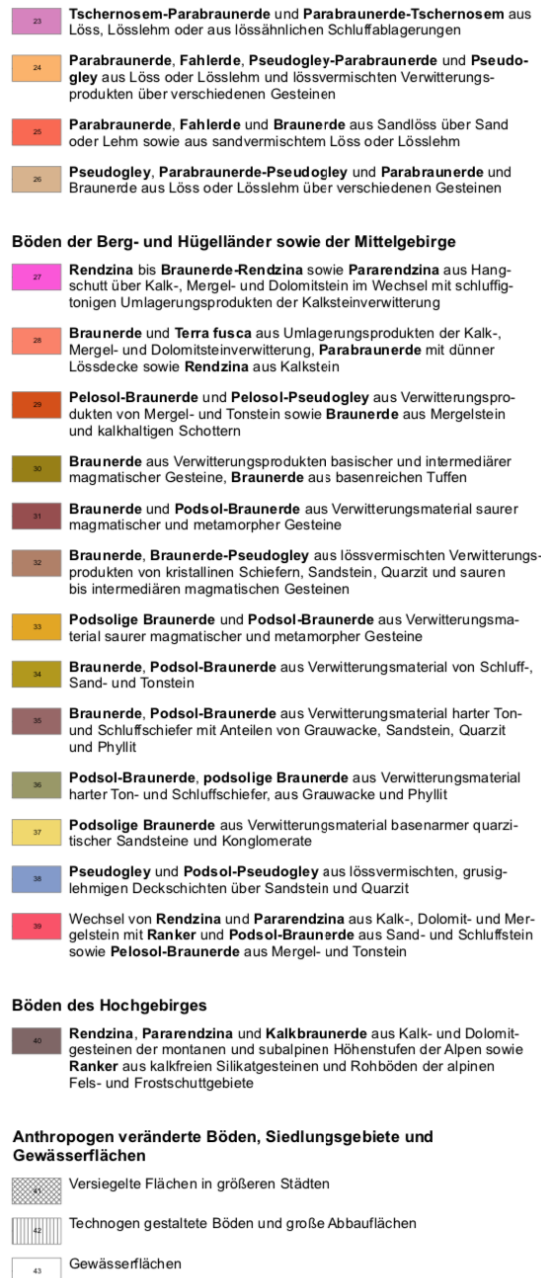 23 Tschernosem-Parabraunerde und Parabraunerde-Tschernosem aus
Löss, Lösslehm oder aus lössähnlichen Schluffablagerungen
24 Parabraunerde, Fahlerde, Pseudogley-Parabraunerde und Pseudo-
gley aus Löss oder Lösslehm und lössvermischten Verwitterungs-
produkten über verschiedenen Gesteinen
25 Parabraunerde, Fahlerde und Braunerde aus Sandlöss über Sand
oder Lehm sowie aus sandvermischtem Löss oder Lösslehm
26 Pseudogley, Parabraunerde-Pseudogley und Parabraunerde und
Braunerde aus Löss oder Lösslehm über verschiedenen Gesteinen
Böden der Berg- und Hügelländer sowie der Mittelgebirge
27 Rendzina bis Braunerde-Rendzina sowie Pararendzina aus Hang-
schutt über Kalk-, Mergel- und Dolomitstein im Wechsel mit schluffig-
tonigen Umlagerungsprodukten der Kalksteinverwitterung
28 Braunerde und Terra fusca aus Umlagerungsprodukten der Kalk-,
Mergel- und Dolomitsteinverwitterung, Parabraunerde mit dünner
Lössdecke sowie Rendzina aus Kalkstein
29 Pelosol-Braunerde und Pelosol-Pseudogley aus Verwitterungspro-
dukten von Mergel- und Tonstein sowie Braunerde aus Mergelstein
und kalkhaltigen Schottern
30 Braunerde aus Verwitterungsprodukten basischer und intermediärer
magmatischer Gesteine, Braunerde aus basenreichen Tuffen
31 Braunerde und Podsol-Braunerde aus Verwitterungsmaterial saurer
magmatischer und metamorpher Gesteine
32 Braunerde, Braunerde-Pseudogley aus lössvermischten Verwitterungs-
produkten von kristallinen Schiefern, Sandstein, Quarzit und sauren
bis intermediären magmatischen Gesteinen
33 Podsolige Braunerde und Podsol-Braunerde aus Verwitterungsma-
terial saurer magmatischer und metamorpher Gesteine
34 Braunerde, Podsol-Braunerde aus Verwitterungsmaterial von Schluff-,
Sand- und Tonstein
35 Braunerde, Podsol-Braunerde aus Verwitterungsmaterial harter Ton-
und Schluffschiefer mit Anteilen von Grauwacke, Sandstein, Quarzit
und Phyllit
36 Podsol-Braunerde, podsolige Braunerde aus Verwitterungsmaterial
harter Ton- und Schluffschiefer, aus Grauwacke und Phyllit
37 Podsolige Braunerde aus Verwitterungsmaterial basenarmer quarzi-
tischer Sandsteine und Konglomerate
38 Pseudogley und Podsol-Pseudogley aus lössvermischten, grusig-
lehmigen Deckschichten über Sandstein und Quarzit
39 Wechsel von Rendzina und Pararendzina aus Kalk-, Dolomit- und Mer-
gelstein mit Ranker und Podsol-Braunerde aus Sand- und Schluffstein
sowie Pelosol-Braunerde aus Mergel- und Tonstein
Böden des Hochgebirges
40 Rendzina, Pararendzina und Kalkbraunerde aus Kalk- und Dolomit-
gesteinen der montanen und subalpinen Höhenstufen der Alpen sowie
Ranker aus kalkfreien Silikatgesteinen und Rohböden der alpinen
Fels- und Frostschuttgebiete
Anthropogen veränderte Böden, Siedlungsgebiete und
Gewässerflächen
41 Versiegelte Flächen in größeren Städten
42 Technogen gestaltete Böden und große Abbauflächen
43 Gewässerflächen